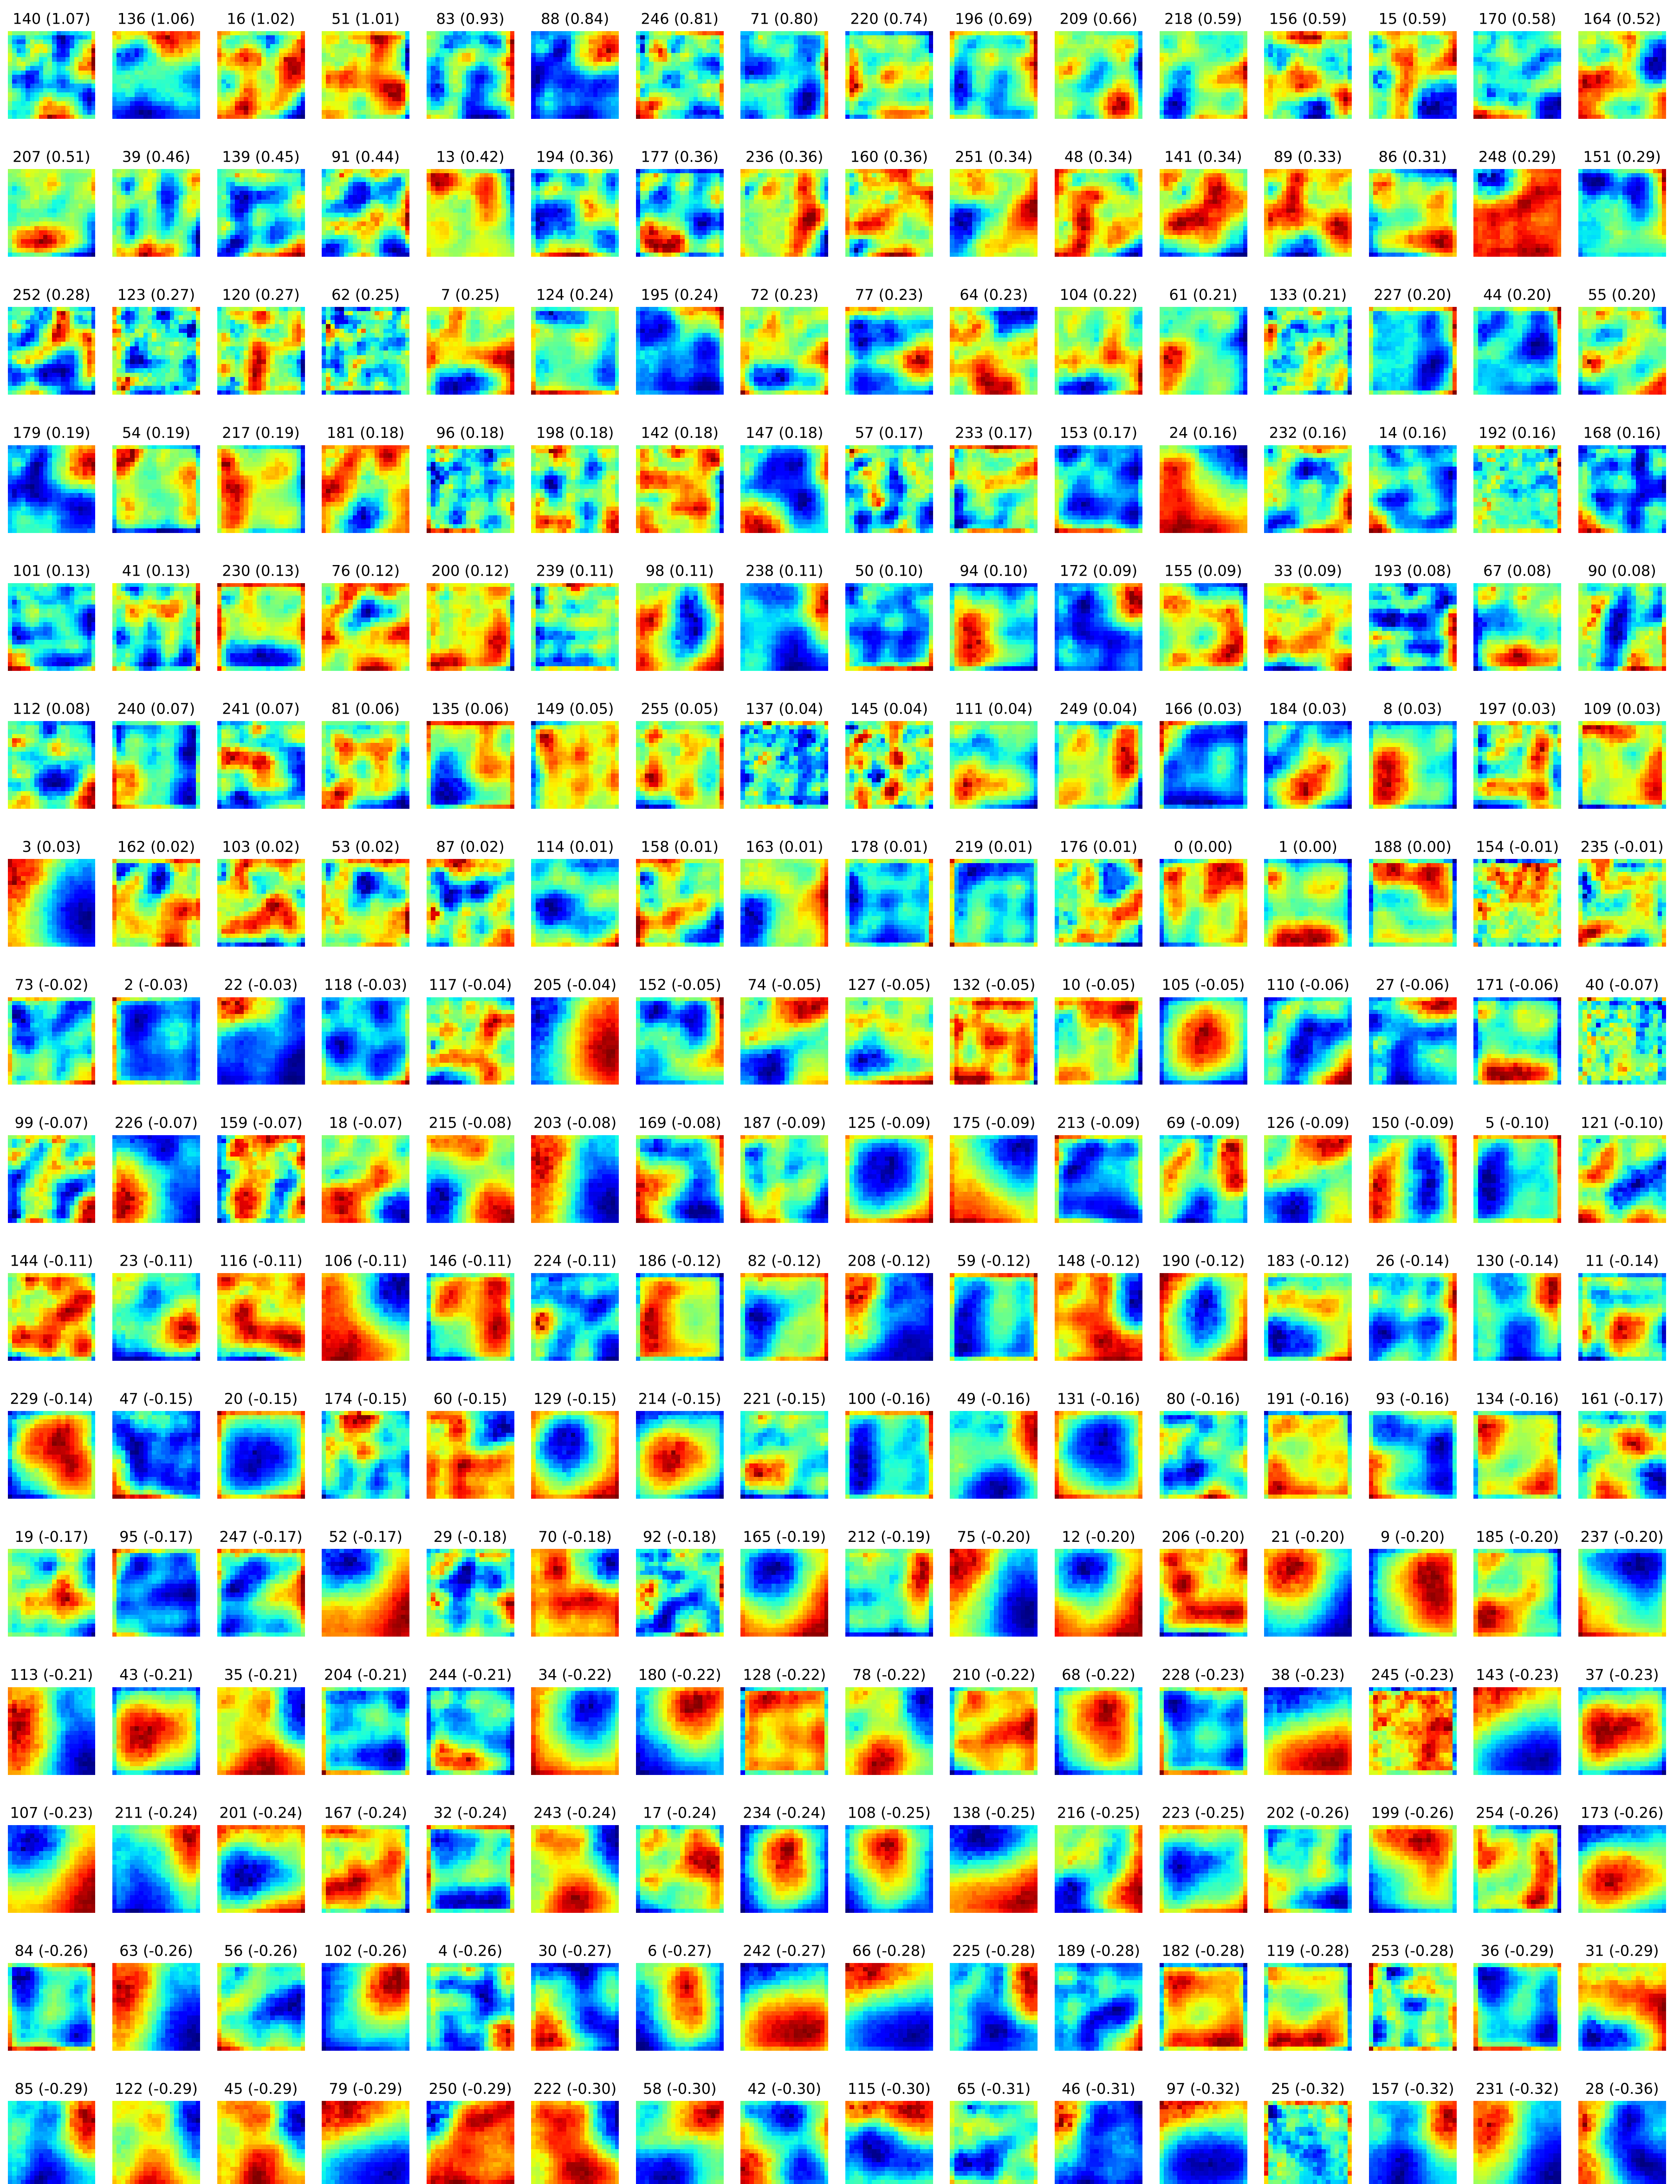 140 (1.07) 136 (1.06) 16 (1.02) 51 (1.01) 83 (0.93) 88 (0.84) 246 (0.81) 71 (0.80) 220 (0.74) 196 (0.69) 209 (0.66) 218 (0.59) 156 (0.59) 15 (0.59) 170 (0.58) 164 (0.52)
207 (0.51) 39 (0.46) 139 (0.45) 91 (0.44) 13 (0.42) 194 (0.36) 177 (0.36) 236 (0.36) 160 (0.36) 251 (0.34) 48 (0.34) 141 (0.34) 89 (0.33) 86 (0.31) 248 (0.29) 151 (0.29)
252 (0.28) 123 (0.27) 120 (0.27) 62 (0.25) 7 (0.25) 124 (0.24) 195 (0.24) 72 (0.23) 77 (0.23) 64 (0.23) 104 (0.22) 61 (0.21) 133 (0.21) 227 (0.20) 44 (0.20) 55 (0.20)
179 (0.19) 54 (0.19) 217 (0.19) 181 (0.18) 96 (0.18) 198 (0.18) 142 (0.18) 147 (0.18) 57 (0.17) 233 (0.17) 153 (0.17) 24 (0.16) 232 (0.16) 14 (0.16) 192 (0.16) 168 (0.16)
101 (0.13) 41 (0.13) 230 (0.13) 76 (0.12) 200 (0.12) 239 (0.11) 98 (0.11) 238 (0.11) 50 (0.10) 94 (0.10) 172 (0.09) 155 (0.09) 33 (0.09) 193 (0.08) 67 (0.08) 90 (0.08)
112 (0.08) 240 (0.07) 241 (0.07) 81 (0.06) 135 (0.06) 149 (0.05) 255 (0.05) 137 (0.04) 145 (0.04) 111 (0.04) 249 (0.04) 166 (0.03) 184 (0.03) 8 (0.03) 197 (0.03) 109 (0.03)
3 (0.03) 162 (0.02) 103 (0.02) 53 (0.02) 87 (0.02) 114 (0.01) 158 (0.01) 163 (0.01) 178 (0.01) 219 (0.01) 176 (0.01) 0 (0.00) 1 (0.00) 188 (0.00) 154 (-0.01) 235 (-0.01)
73 (-0.02) 2 (-0.03) 22 (-0.03) 118 (-0.03) 117 (-0.04) 205 (-0.04) 152 (-0.05) 74 (-0.05) 127 (-0.05) 132 (-0.05) 10 (-0.05) 105 (-0.05) 110 (-0.06) 27 (-0.06) 171 (-0.06) 40 (-0.07)
99 (-0.07) 226 (-0.07) 159 (-0.07) 18 (-0.07) 215 (-0.08) 203 (-0.08) 169 (-0.08) 187 (-0.09) 125 (-0.09) 175 (-0.09) 213 (-0.09) 69 (-0.09) 126 (-0.09) 150 (-0.09) 5 (-0.10) 121 (-0.10)
144 (-0.11) 23 (-0.11) 116 (-0.11) 106 (-0.11) 146 (-0.11) 224 (-0.11) 186 (-0.12) 82 (-0.12) 208 (-0.12) 59 (-0.12) 148 (-0.12) 190 (-0.12) 183 (-0.12) 26 (-0.14) 130 (-0.14) 11 (-0.14)
229 (-0.14) 47 (-0.15) 20 (-0.15) 174 (-0.15) 60 (-0.15) 129 (-0.15) 214 (-0.15) 221 (-0.15) 100 (-0.16) 49 (-0.16) 131 (-0.16) 80 (-0.16) 191 (-0.16) 93 (-0.16) 134 (-0.16) 161 (-0.17)
19 (-0.17) 95 (-0.17) 247 (-0.17) 52 (-0.17) 29 (-0.18) 70 (-0.18) 92 (-0.18) 165 (-0.19) 212 (-0.19) 75 (-0.20) 12 (-0.20) 206 (-0.20) 21 (-0.20) 9 (-0.20) 185 (-0.20) 237 (-0.20)
113 (-0.21) 43 (-0.21) 35 (-0.21) 204 (-0.21) 244 (-0.21) 34 (-0.22) 180 (-0.22) 128 (-0.22) 78 (-0.22) 210 (-0.22) 68 (-0.22) 228 (-0.23) 38 (-0.23) 245 (-0.23) 143 (-0.23) 37 (-0.23)
107 (-0.23) 211 (-0.24) 201 (-0.24) 167 (-0.24) 32 (-0.24) 243 (-0.24) 17 (-0.24) 234 (-0.24) 108 (-0.25) 138 (-0.25) 216 (-0.25) 223 (-0.25) 202 (-0.26) 199 (-0.26) 254 (-0.26) 173 (-0.26)
84 (-0.26) 63 (-0.26) 56 (-0.26) 102 (-0.26) 4 (-0.26) 30 (-0.27) 6 (-0.27) 242 (-0.27) 66 (-0.28) 225 (-0.28) 189 (-0.28) 182 (-0.28) 119 (-0.28) 253 (-0.28) 36 (-0.29) 31 (-0.29)
85 (-0.29) 122 (-0.29) 45 (-0.29) 79 (-0.29) 250 (-0.29) 222 (-0.30) 58 (-0.30) 42 (-0.30) 115 (-0.30) 65 (-0.31) 46 (-0.31) 97 (-0.32) 25 (-0.32) 157 (-0.32) 231 (-0.32) 28 (-0.36)